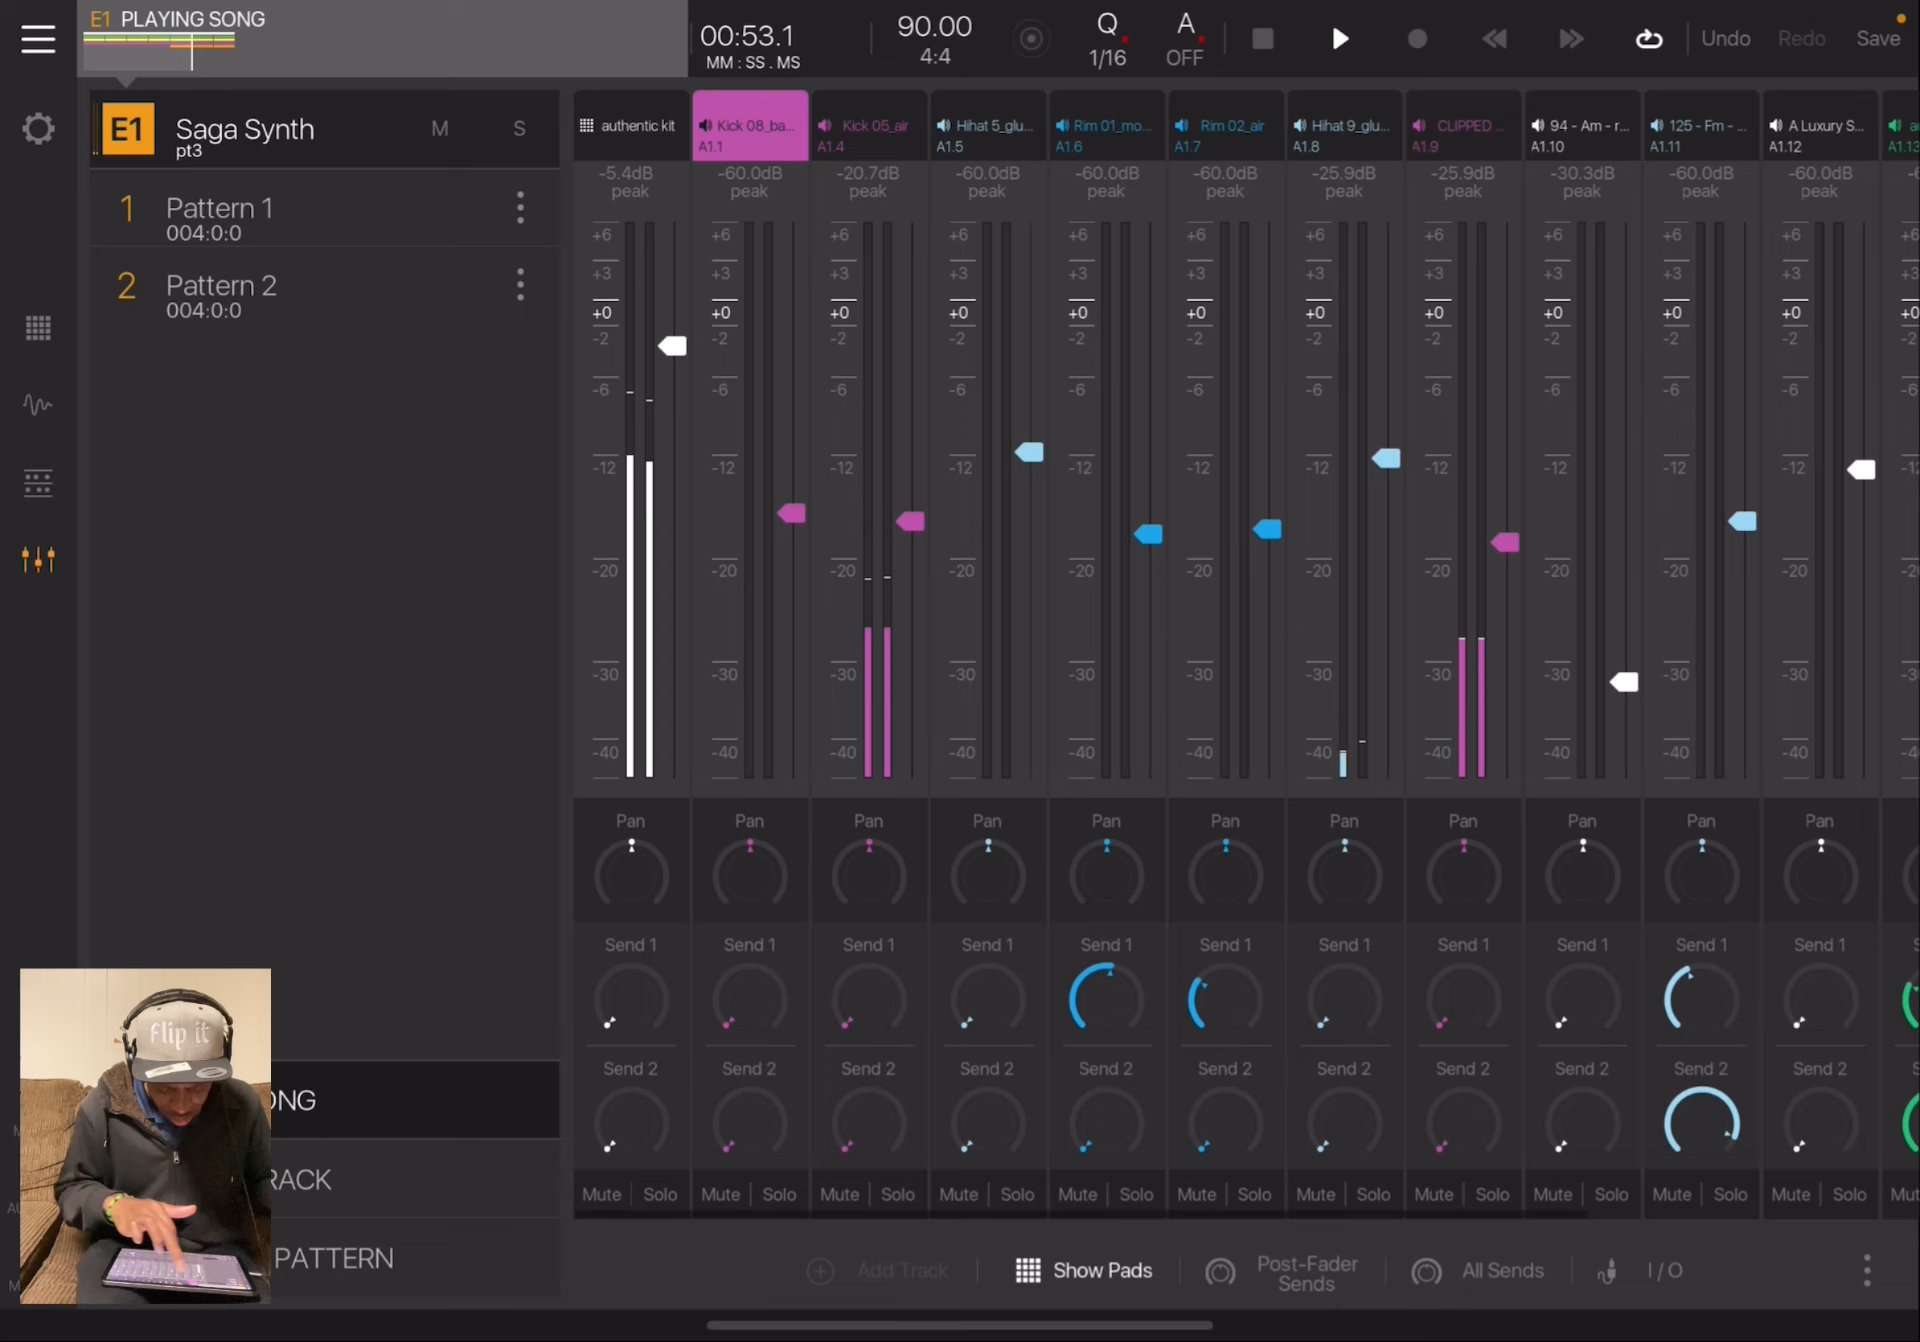 E1 PLAYING SONG
00:53.1
MM : SS . MS
90.00
4:4
Q
1/16
A
OFF
Undo
Redo
Save
E1
Saga Synth
pt3
M
S
1
Pattern 1
004:0:0
2
Pattern 2
004:0:0
authentic kit
Kick 08_ba...
A1.1
Kick 05_air
A1.4
Hihat 5_glu...
A1.5
Rim 01_mo...
A1.6
Rim 02_air
A1.7
Hihat 9_glu...
A1.8
CLIPPED ...
A1.9
94 - Am - r...
A1.10
125 - Fm - ...
A1.11
A Luxury S...
A1.12
A1.13
-5.4dB
peak
-60.0dB
peak
-20.7dB
peak
-60.0dB
peak
-60.0dB
peak
-60.0dB
peak
-25.9dB
peak
-25.9dB
peak
-30.3dB
peak
-60.0dB
peak
-60.0dB
peak
+6 +6 +6 +6 +6 +6 +6 +6 +6 +6 +6 +6
+3 +3 +3 +3 +3 +3 +3 +3 +3 +3 +3 +3
+0 +0 +0 +0 +0 +0 +0 +0 +0 +0 +0 +0
-2 -2 -2 -2 -2 -2 -2 -2 -2 -2 -2 -2
-6 -6 -6 -6 -6 -6 -6 -6 -6 -6 -6 -6
-12 -12 -12 -12 -12 -12 -12 -12 -12 -12 -12
-20 -20 -20 -20 -20 -20 -20 -20 -20 -20 -20
-30 -30 -30 -30 -30 -30 -30 -30 -30 -30 -30
-40 -40 -40 -40 -40 -40 -40 -40 -40 -40 -40
Pan Pan Pan Pan Pan Pan Pan Pan Pan Pan Pan
Send 1 Send 1 Send 1 Send 1 Send 1 Send 1 Send 1 Send 1 Send 1 Send 1 Send 1
Send 2 Send 2 Send 2 Send 2 Send 2 Send 2 Send 2 Send 2 Send 2 Send 2 Send 2
Mute Solo Mute Solo Mute Solo Mute Solo Mute Solo Mute Solo Mute Solo Mute Solo Mute Solo Mute Solo Mute Solo Mut
flip it
ONG
RACK
PATTERN
Add Track
Show Pads
Post-Fader
Sends
All Sends
I / O